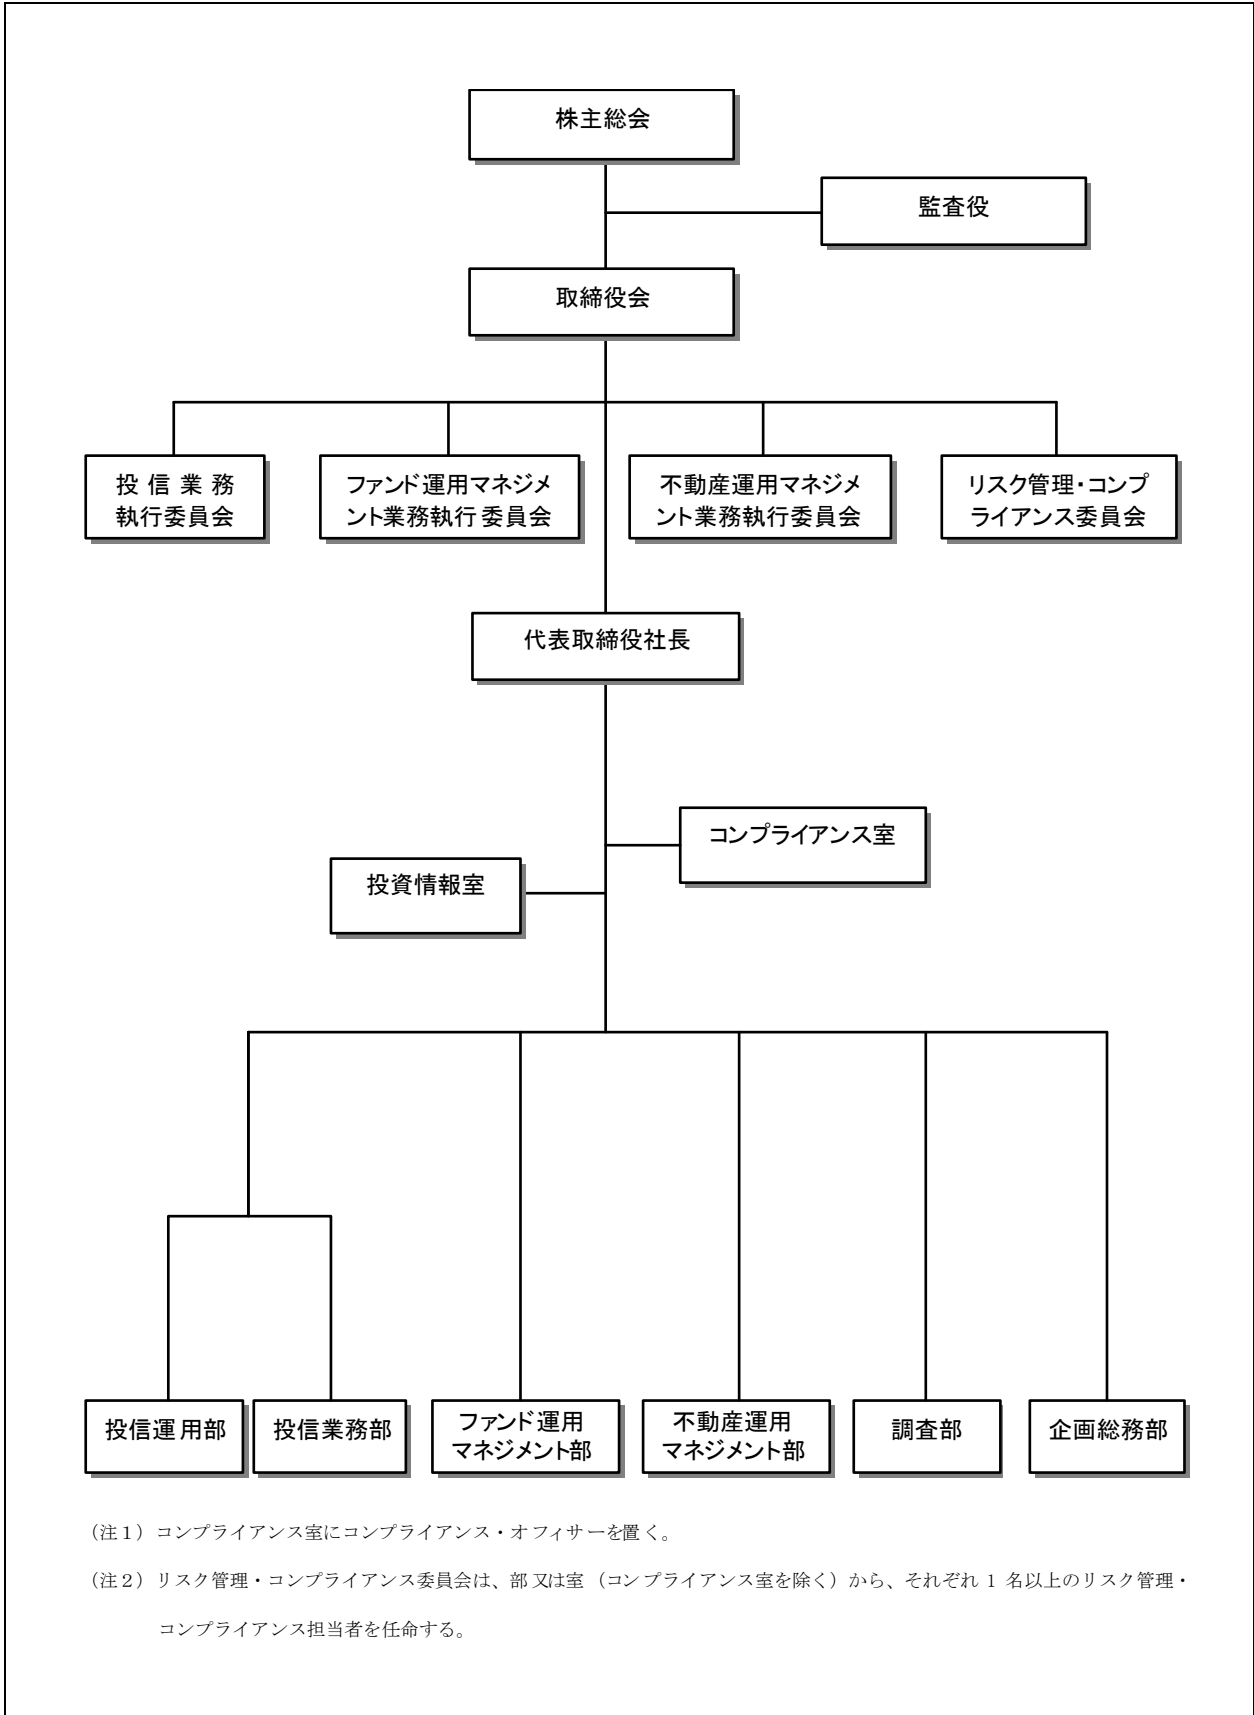 株主総会
監査役
取締役会
投信業務
執行委員会
ファンド運用マネジメ
ント業務執行委員会
不動産運用マネジメ
ント業務執行委員会
リスク管理・コンプ
ライアンス委員会
代表取締役社長
コンプライアンス室
投資情報室
投信運用部
投信業務部
ファンド運用
マネジメント部
不動産運用
マネジメント部
調査部
企画総務部
（注１）コンプライアンス室にコンプライアンス・オフィサーを置く。
（注２）リスク管理・コンプライアンス委員会は、部又は室（コンプライアンス室を除く）から、それぞれ 1 名以上のリスク管理・
コンプライアンス担当者を任命する。